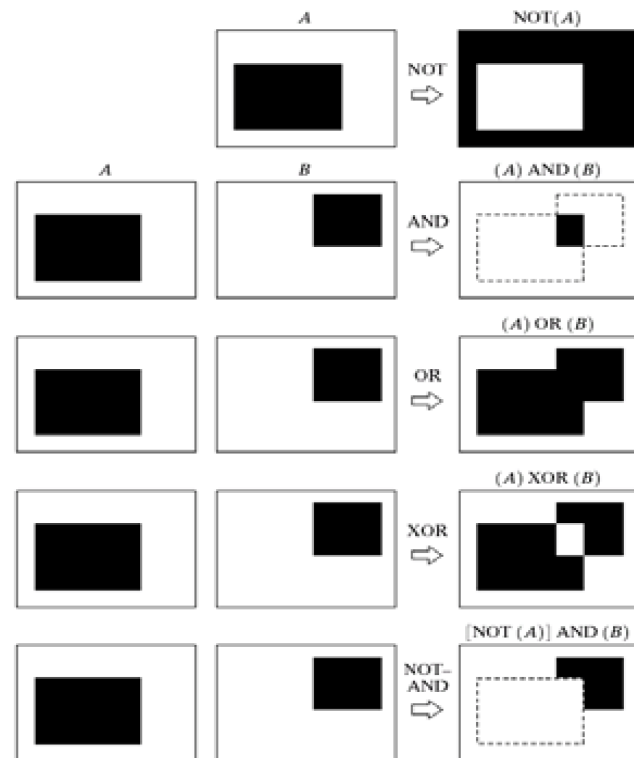 A
NOT(A)
NOT
A
B
(A) AND (B)
AND
(A) OR (B)
OR
(A) XOR (B)
XOR
[NOT (A)] AND (B)
NOT–
AND